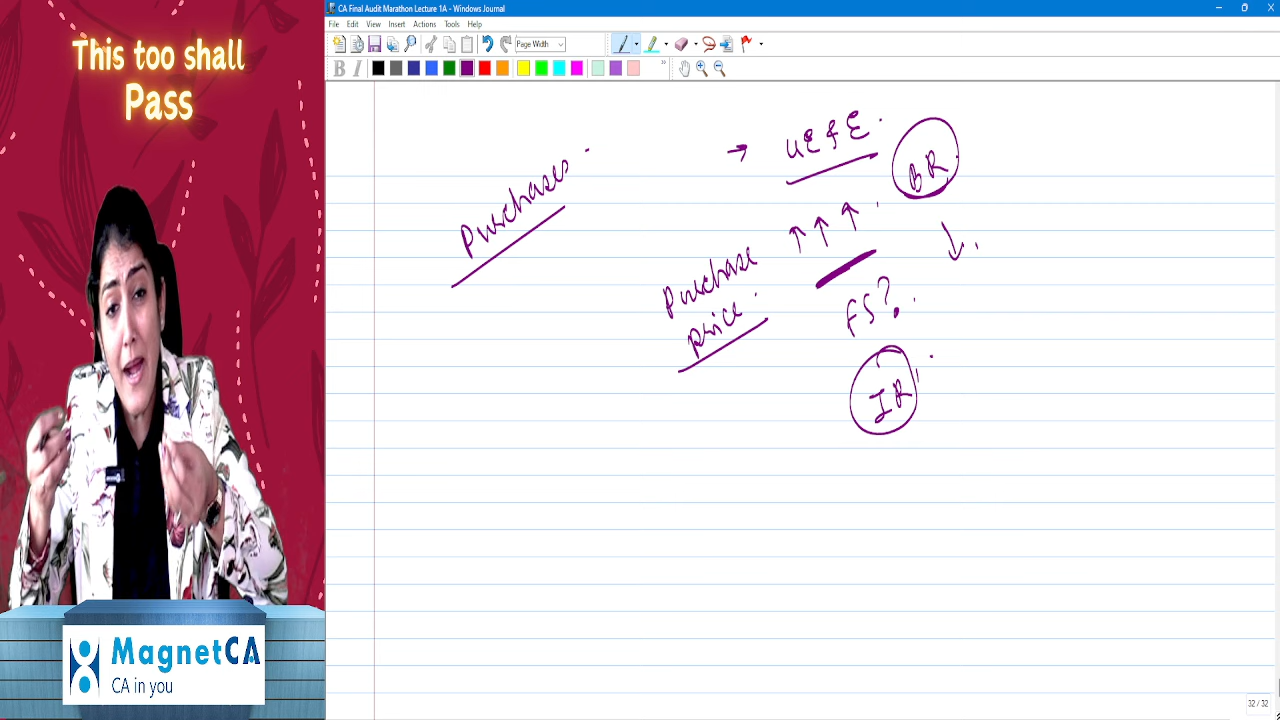 This too shall
Pass
MagnetCA
CA in you
CA Final Audit Marathon Lecture 1A - Windows Journal
File Edit View Insert Actions Tools Help
Page Width
B I
Purchases.
→ UE & E.
BR
↑ ↑ ↑
↓
Purchase
price.
FS?
IR
32 / 32